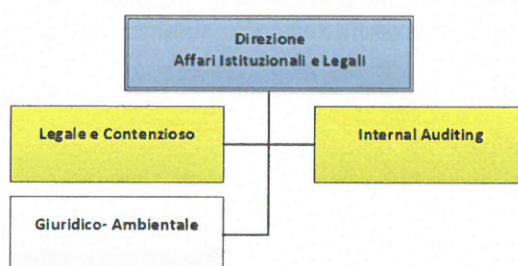 Direzione
Affari Istituzionali e Legali
Legale e Contenzioso
Internal Auditing
Giuridico- Ambientale